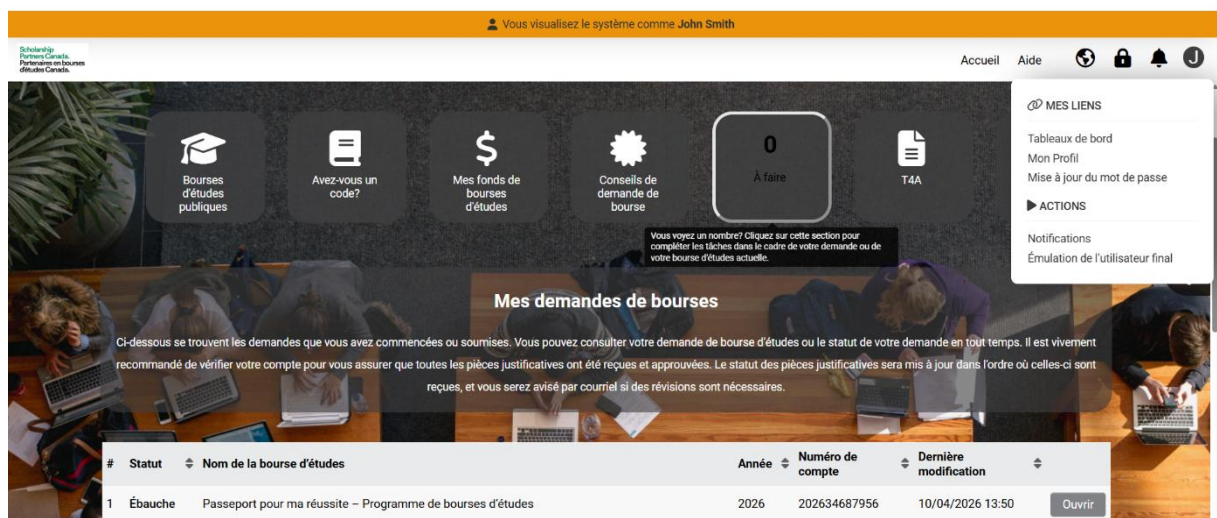 Vous visualisez le système comme John Smith
Scholarship
Partners Canada.
Partenaires en bourses
d'études Canada.
Accueil Aide J
MES LIENS
Tableaux de bord
Mon Profil
Mise à jour du mot de passe
ACTIONS
Notifications
Émulation de l'utilisateur final
Bourses
d'études
publiques
Avez-vous un
code?
Mes fonds de
bourses
d'études
Conseils de
demande de
bourse
0
À faire
T4A
Vous voyez un nombre? Cliquez sur cette section pour
compléter les tâches dans le cadre de votre demande ou de
votre bourse d'études actuelle.
Mes demandes de bourses
Ci-dessous se trouvent les demandes que vous avez commencées ou soumises. Vous pouvez consulter votre demande de bourse d'études ou le statut de votre demande en tout temps. Il est vivement
recommandé de vérifier votre compte pour vous assurer que toutes les pièces justificatives ont été reçues et approuvées. Le statut des pièces justificatives sera mis à jour dans l'ordre où celles-ci sont
reçues, et vous serez avisé par courriel si des révisions sont nécessaires.
# Statut Nom de la bourse d'études Année Numéro de
compte Dernière
modification
1 Ébauche Passeport pour ma réussite – Programme de bourses d'études 2026 202634687956 10/04/2026 13:50 Ouvrir